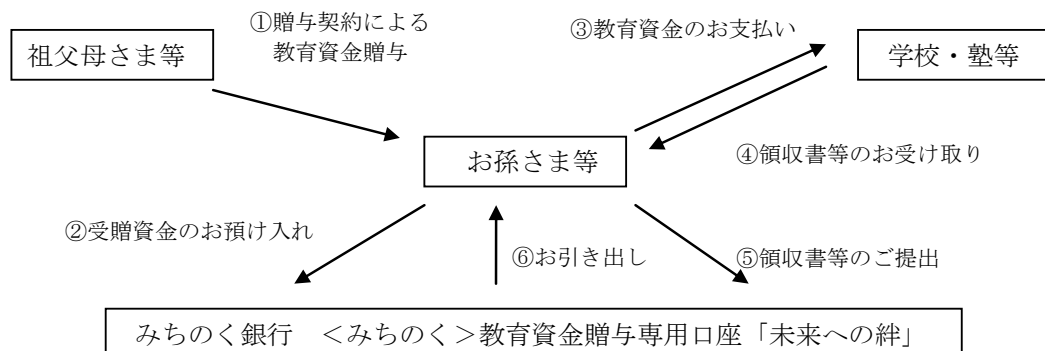 ①贈与契約による
教育資金贈与
③教育資金のお支払い
祖父母さま等
学校・塾等
お孫さま等
④領収書等のお受け取り
②受贈資金のお預け入れ
⑥お引き出し
⑤領収書等のご提出
みちのく銀行　＜みちのく＞教育資金贈与専用口座「未来への絆」